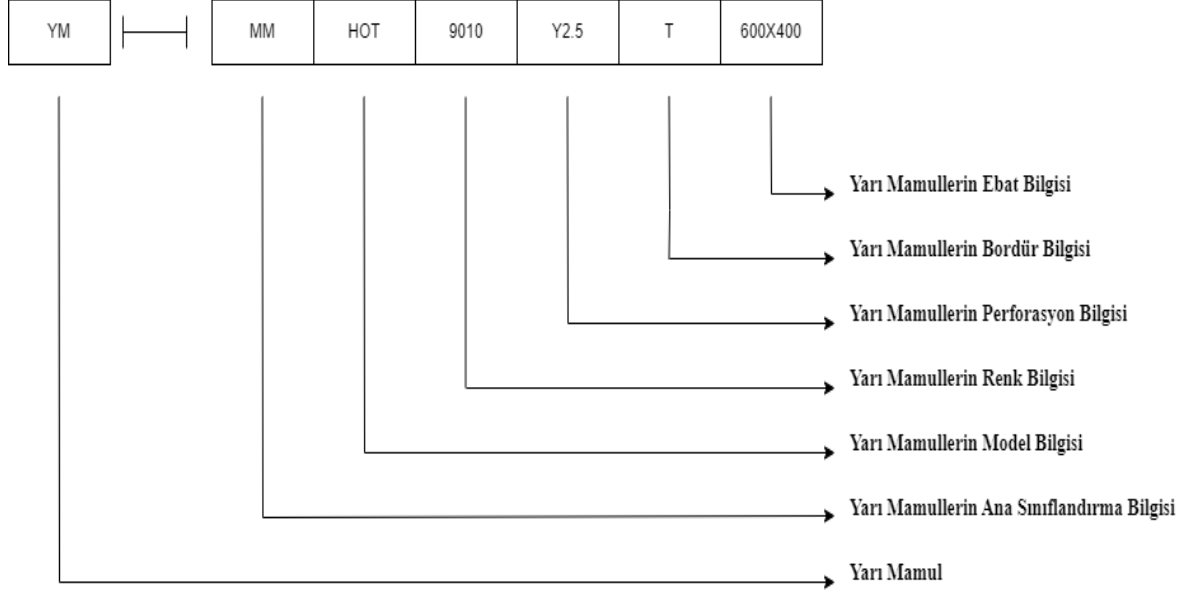 YM MM HOT 9010 Y2.5 T 600X400
Yarı Mamullerin Ebat Bilgisi
Yarı Mamullerin Bordür Bilgisi
Yarı Mamullerin Perforasyon Bilgisi
Yarı Mamullerin Renk Bilgisi
Yarı Mamullerin Model Bilgisi
Yarı Mamullerin Ana Sınıflandırma Bilgisi
Yarı Mamul